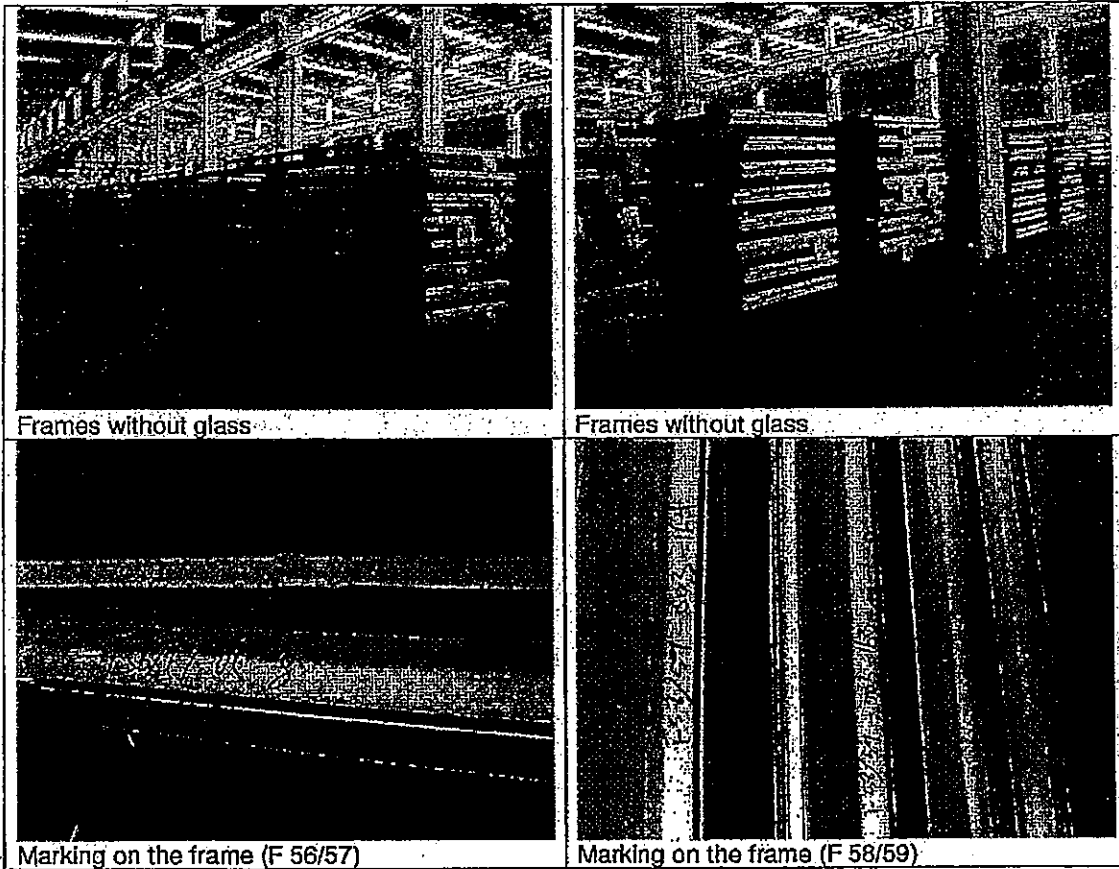 Frames without glass
Frames without glass
Marking on the frame (F 56/57)
Marking on the frame (F 58/59)